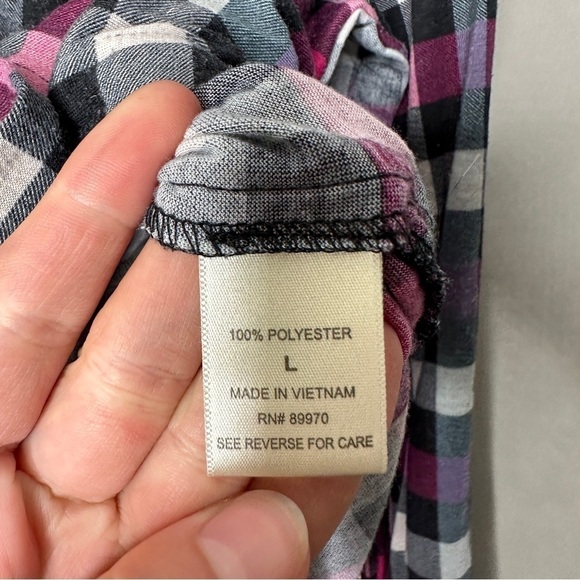 100% POLYESTER
L
MADE IN VIETNAM
RN# 89970
SEE REVERSE FOR CARE